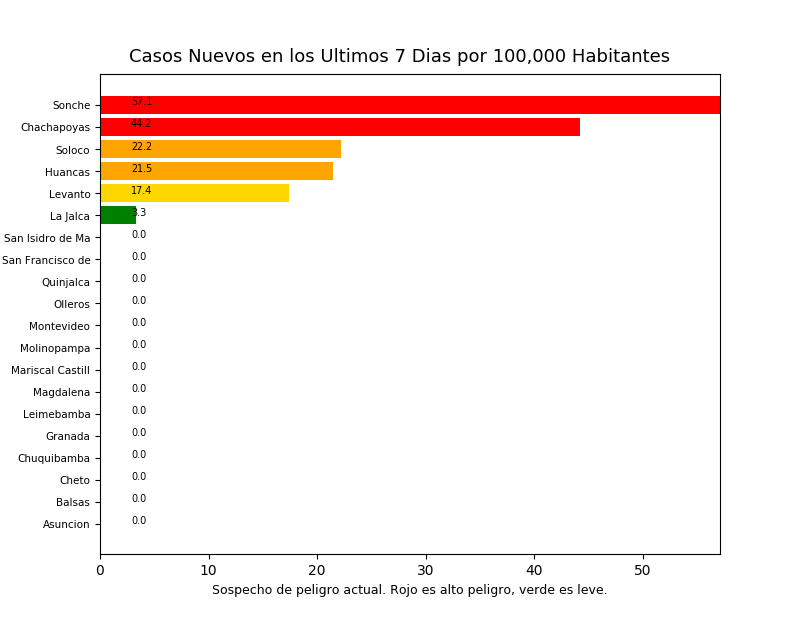 Casos Nuevos en los Ultimos 7 Dias por 100,000 Habitantes
Sonche 57.1
Chachapoyas 44.2
Soloco 22.2
Huancas 21.5
Levanto 17.4
La Jalca 3.3
San Isidro de Ma 0.0
San Francisco de 0.0
Quinjalca 0.0
Olleros 0.0
Montevideo 0.0
Molinopampa 0.0
Mariscal Castill 0.0
Magdalena 0.0
Leimebamba 0.0
Granada 0.0
Chuquibamba 0.0
Cheto 0.0
Balsas 0.0
Asuncion 0.0
0 10 20 30 40 50
Sospecho de peligro actual. Rojo es alto peligro, verde es leve.